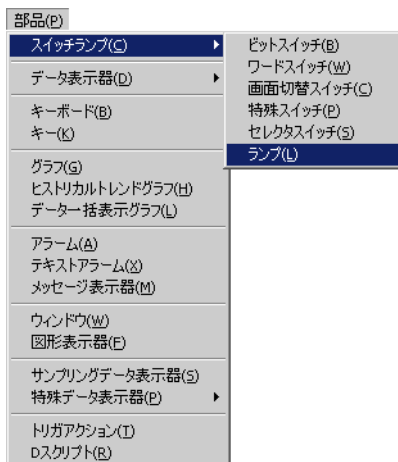 部品(P)
スイッチランプ(C)
データ表示器(D)
キーボード(B)
キー(K)
グラフ(G)
ヒストリカルトレンドグラフ(H)
データ一括表示グラフ(L)
アラーム(A)
テキストアラーム(X)
メッセージ表示器(M)
ウィンドウ(W)
図形表示器(E)
サンプリングデータ表示器(S)
特殊データ表示器(P)
トリガアクション(T)
Dスクリプト(R)
ビットスイッチ(B)
ワードスイッチ(W)
画面切替スイッチ(C)
特殊スイッチ(P)
セレクタスイッチ(S)
ランプ(L)